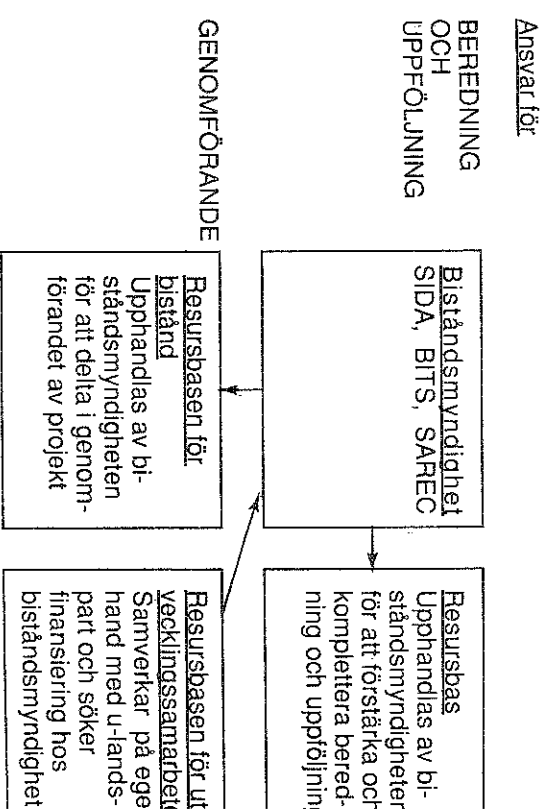 Ansvar för
BEREDNING
OCH
UPPFÖLJNING
Biståndsmyndighet
SIDA, BITS, SAREC
Resursbas
Upphandlas av bi-
ståndsmyndigheten
för att förstärka och
komplettera bered-
ning och uppföljning
GENOMFÖRANDE
Resursbasen för
bistånd
Upphandlas av bi-
ståndsmyndigheten
för att delta i genom-
förandet av projekt
Resursbasen för ut
vecklingssamarbete
Samverkar på ege
hand med u-lands-
part och söker
finansiering hos
biståndsmyndighet